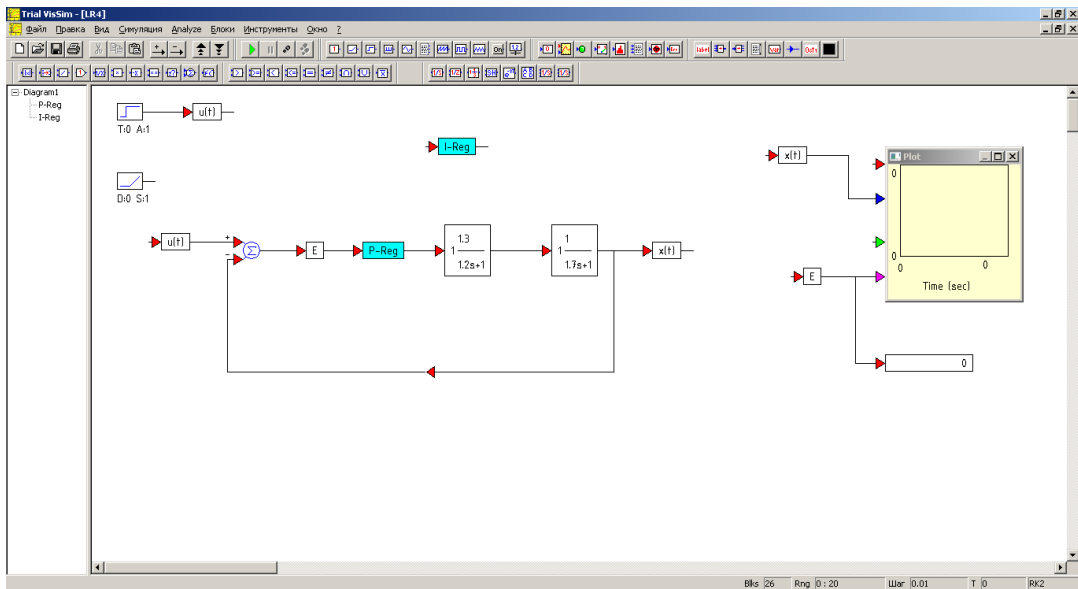 Trial VisSim - [LR4]
Файл Правка Вид Симуляция Analyze Блоки Инструменты Окно ?
Diagram1
P-Reg
I-Reg
u(t)
T:0 A:1
I-Reg
x(t)
Plot
0
0
0 0
Time (sec)
D:0 S:1
u(t)
+
−
Σ
E
P-Reg
1.3
1
1.2s+1
1
1
1.7s+1
x(t)
E
0
Blks 26 Rng 0 : 20 Шаг 0.01 T 0 RK2